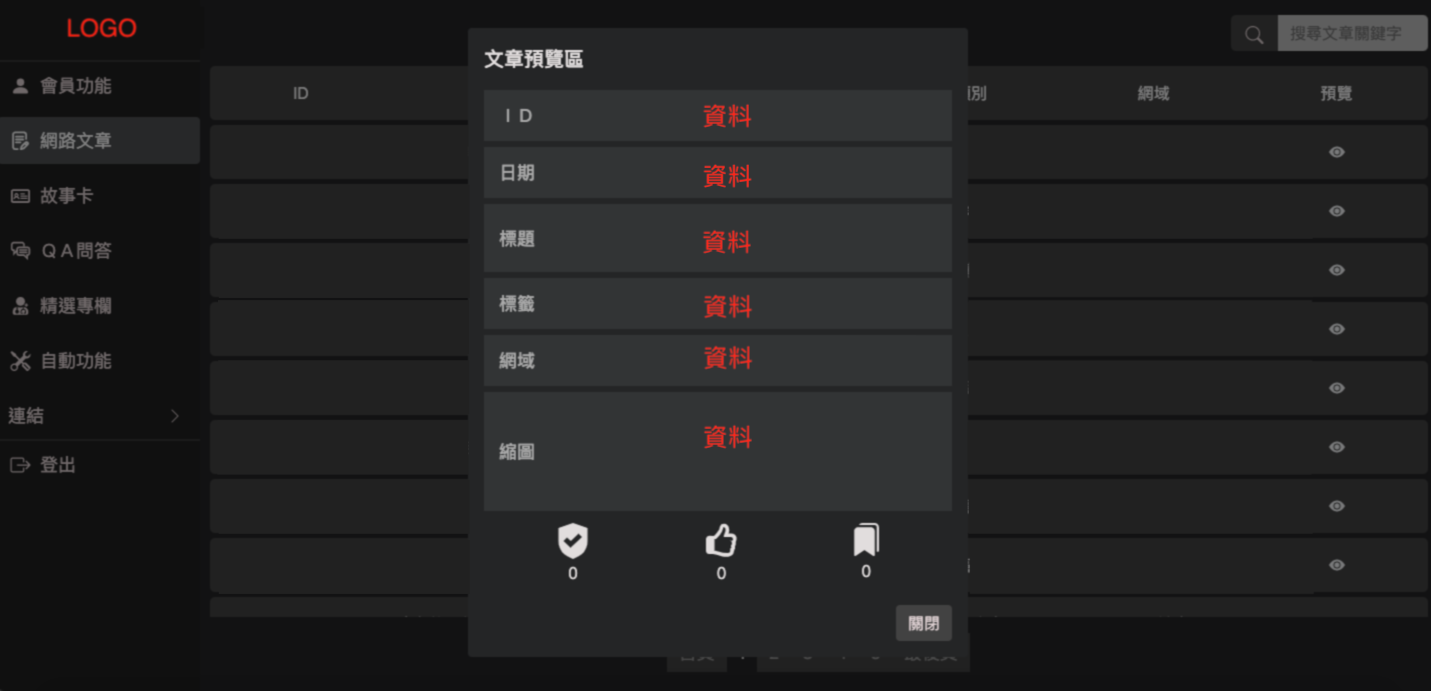 LOGO
會員功能
網路文章
故事卡
ＱＡ問答
精選專欄
自動功能
連結
登出
搜尋文章關鍵字
ID
別
網域
預覽
文章預覽區
ＩＤ
資料
日期
資料
標題
資料
標籤
資料
網域
資料
縮圖
資料
0
0
0
關閉